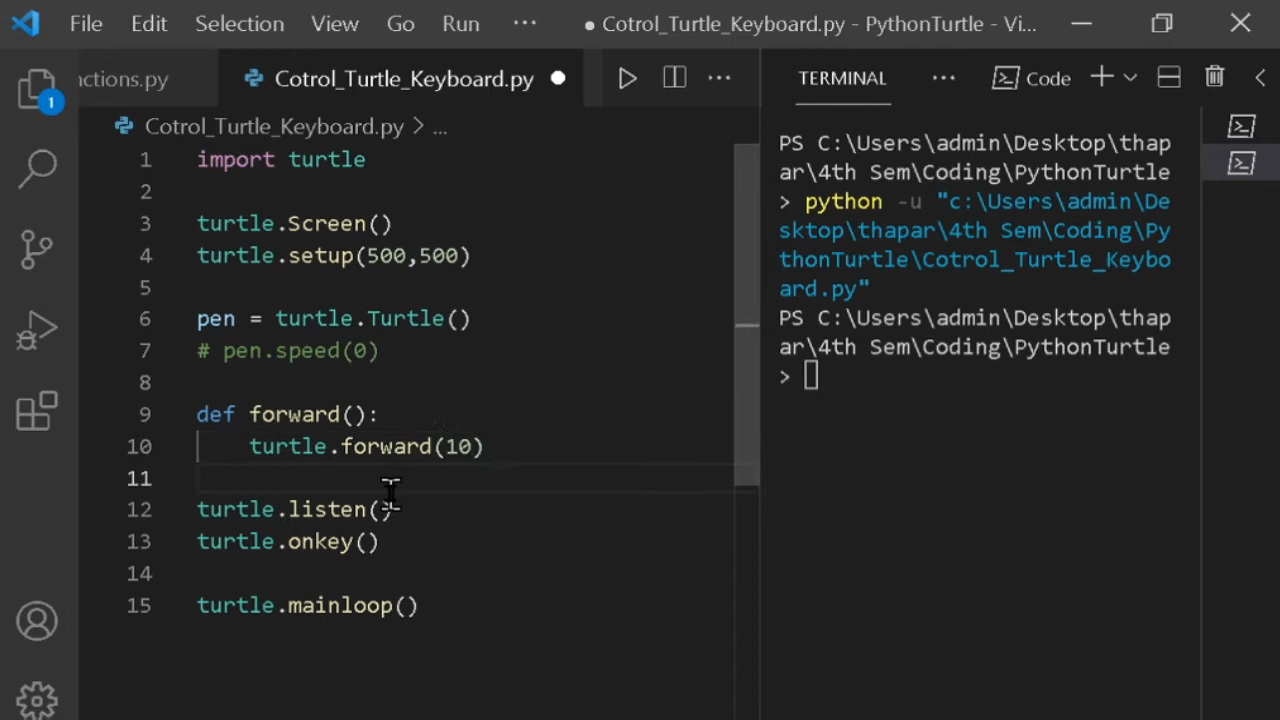 File Edit Selection View Go Run ··· ● Cotrol_Turtle_Keyboard.py - PythonTurtle - Vi...
nctions.py Cotrol_Turtle_Keyboard.py ● ···
Cotrol_Turtle_Keyboard.py > ...
1 import turtle
2
3 turtle.Screen()
4 turtle.setup(500,500)
5
6 pen = turtle.Turtle()
7 # pen.speed(0)
8
9 def forward():
10 turtle.forward(10)
11
12 turtle.listen()
13 turtle.onkey()
14
15 turtle.mainloop()
1
TERMINAL ··· Code
PS C:\Users\admin\Desktop\thap
ar\4th Sem\Coding\PythonTurtle
> python -u "c:\Users\admin\De
sktop\thapar\4th Sem\Coding\Py
thonTurtle\Cotrol_Turtle_Keybo
ard.py"
PS C:\Users\admin\Desktop\thap
ar\4th Sem\Coding\PythonTurtle
>